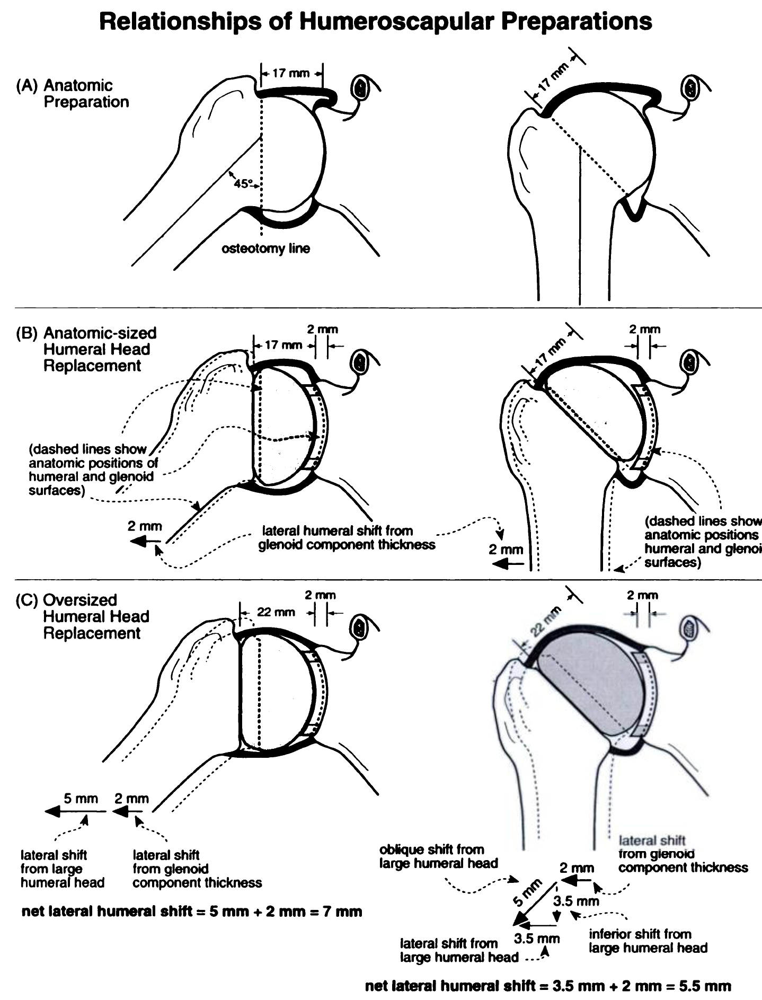 Relationships of Humeroscapular Preparations
(A) Anatomic
Preparation
17 mm
45°
osteotomy line
17 mm
(B) Anatomic-sized
Humeral Head
Replacement
2 mm
17 mm
(dashed lines show
anatomic positions of
humeral and glenoid
surfaces)
2 mm
lateral humeral shift from
glenoid component thickness
17 mm
2 mm
2 mm
(dashed lines show
anatomic positions
humeral and glenoi
surfaces)
(C) Oversized
Humeral Head
Replacement
2 mm
22 mm
5 mm 2 mm
lateral shift
from large
humeral head
lateral shift
from glenoid
component thickness
net lateral humeral shift = 5 mm + 2 mm = 7 mm
22 mm
2 mm
oblique shift from
large humeral head
lateral shift
from glenoid
component thickness
2 mm
5 mm
3.5 mm
3.5 mm
inferior shift from
large humeral head
lateral shift from
large humeral head
net lateral humeral shift = 3.5 mm + 2 mm = 5.5 mm